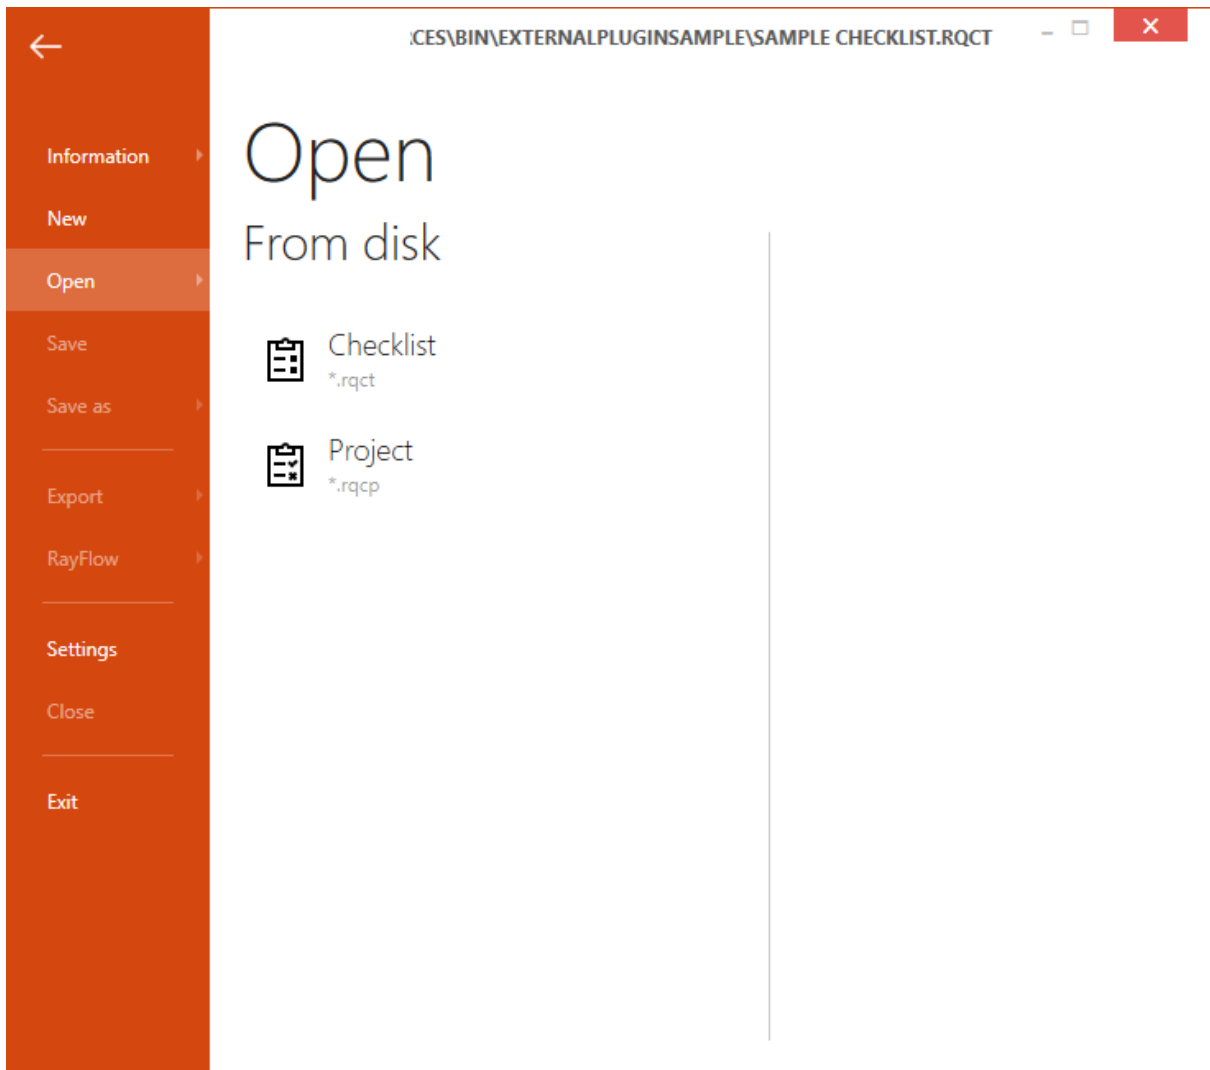 :CES\BIN\EXTERNALPLUGINSAMPLE\SAMPLE CHECKLIST.RQCT
Information
New
Open
Save
Save as
Export
RayFlow
Settings
Close
Exit
Open
From disk
Checklist
*.rqct
Project
*.rqcp